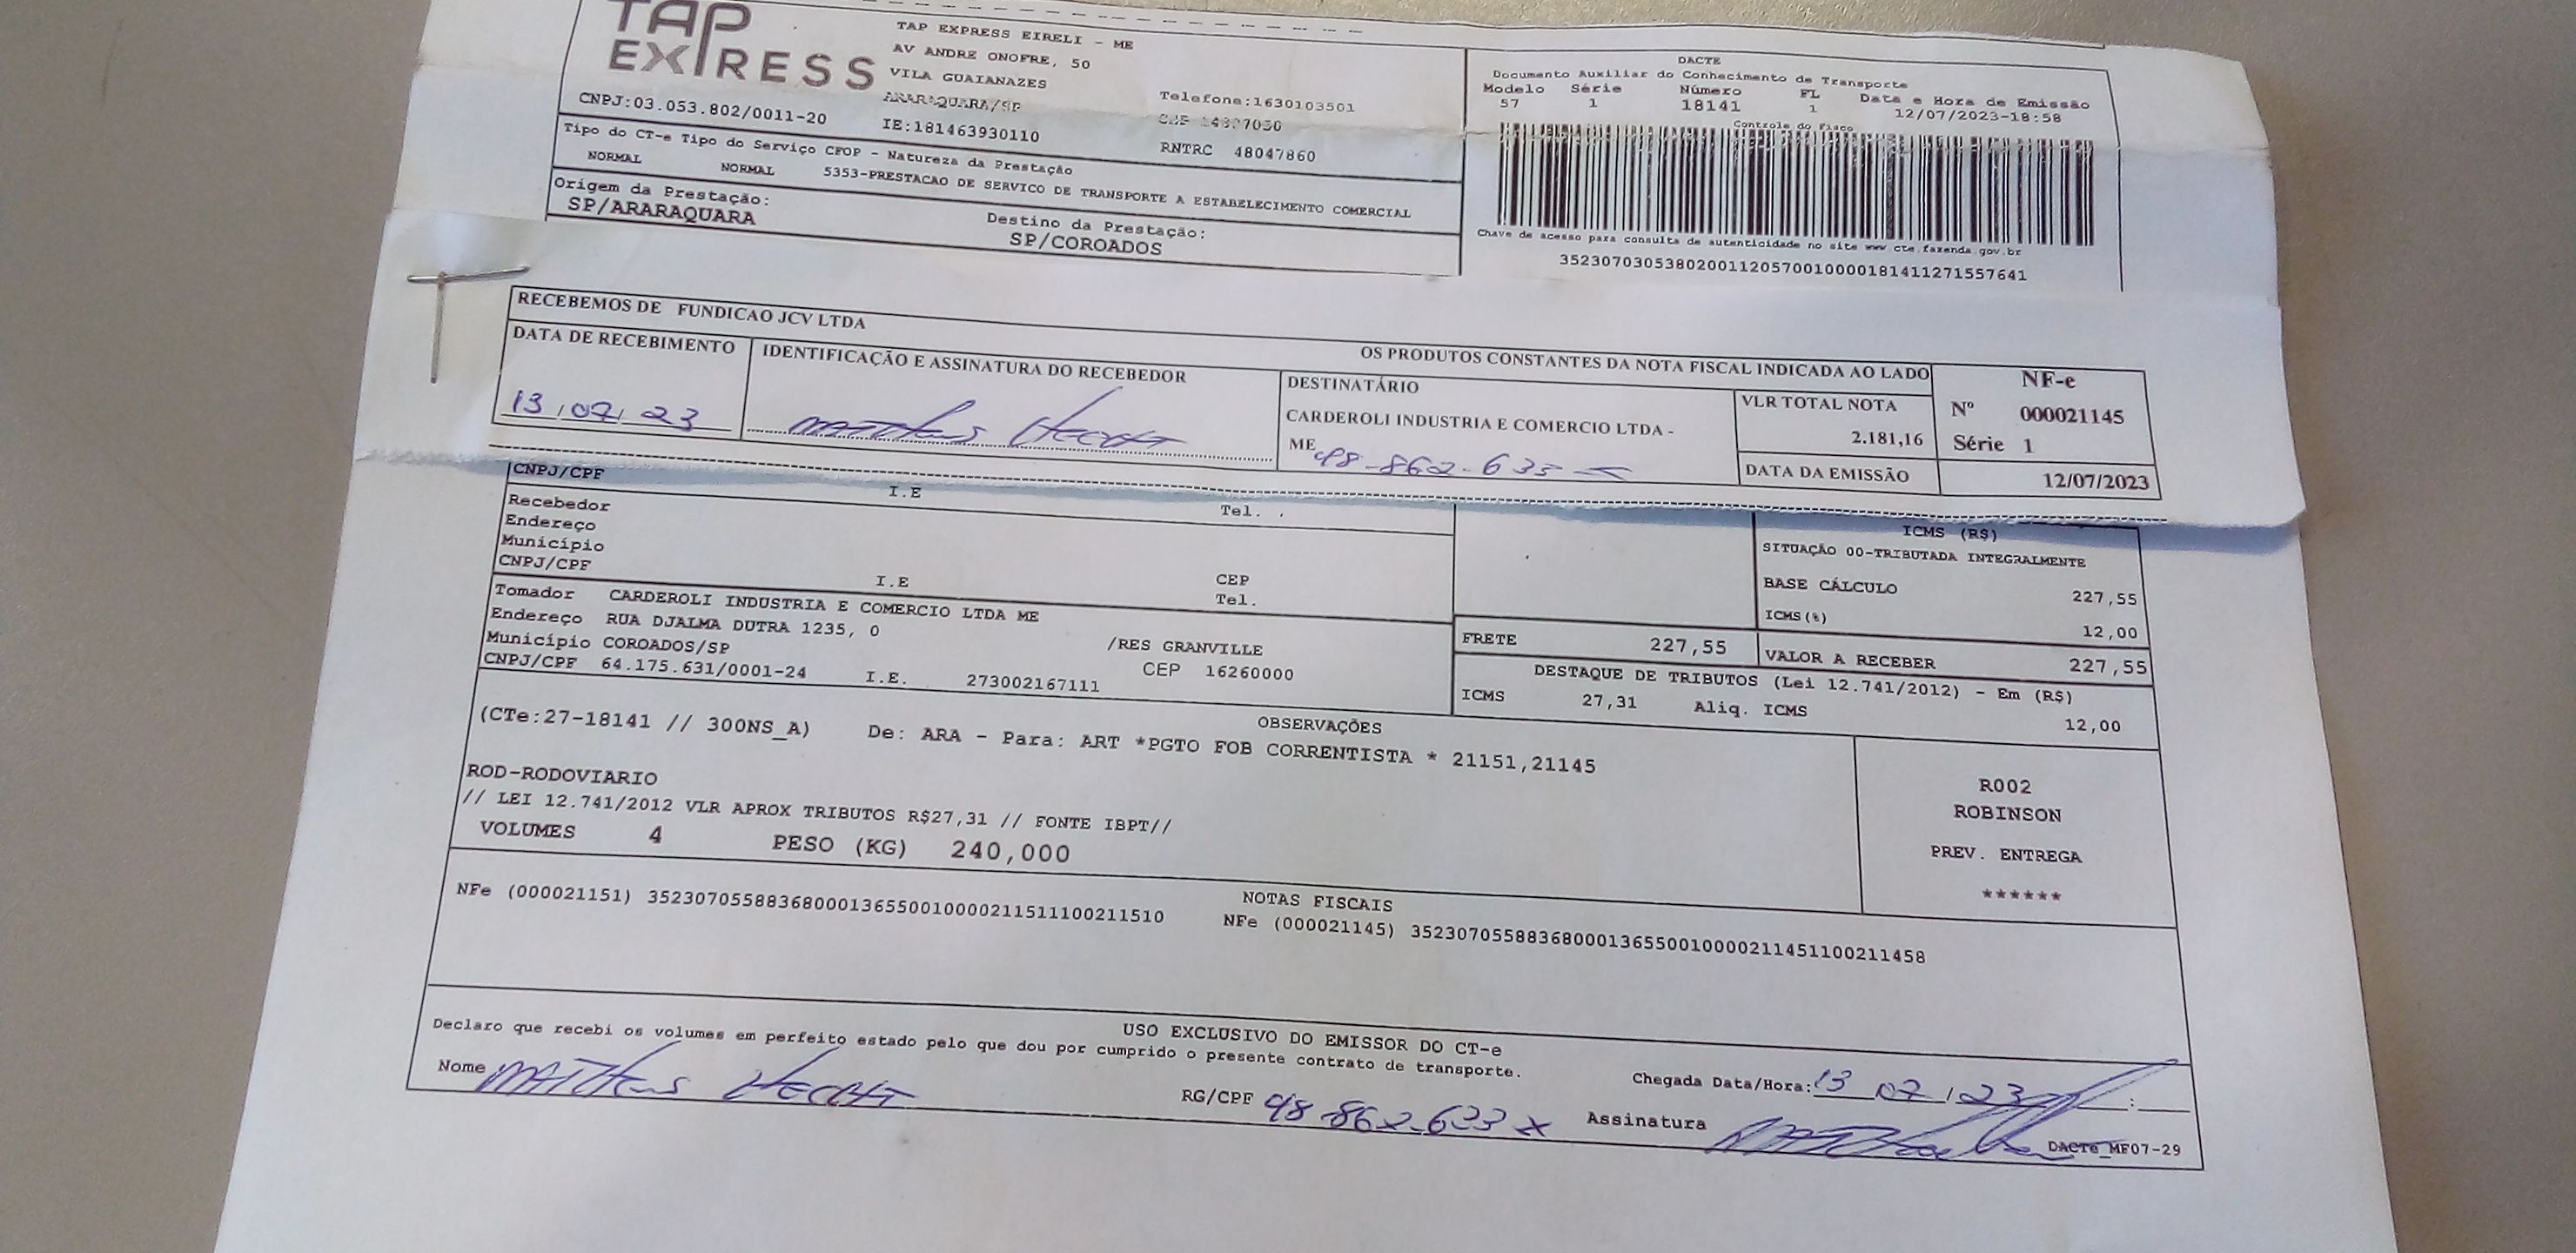 TAP EXPRESS
TAP EXPRESS EIRELI - ME
AV ANDRE ONOFRE, 50
VILA GUAIANAZES
ARARAQUARA/SP Telefone:1630103501
CNPJ:03.053.802/0011-20 IE:181463930110 CEP
RNTRC 48047860
Tipo do CT-e Tipo do Serviço CFOP - Natureza da Prestação
NORMAL NORMAL 5353-PRESTACAO DE SERVICO DE TRANSPORTE A ESTABELECIMENTO COMERCIAL
Origem da Prestação: Destino da Prestação:
SP/ARARAQUARA SP/COROADOS
DACTE
Documento Auxiliar do Conhecimento de Transporte
Modelo Série Número FL Data e Hora de Emissão
57 1 18141 1 12/07/2023-18:58
Controle do Fisco
Chave de acesso para consulta de autenticidade no site www cte.fazenda.gov.br
35230703053802001120570010000181411271557641
RECEBEMOS DE FUNDICAO JCV LTDA OS PRODUTOS CONSTANTES DA NOTA FISCAL INDICADA AO LADO
DATA DE RECEBIMENTO
13/07/23
IDENTIFICAÇÃO E ASSINATURA DO RECEBEDOR
Matheus Hecht
DESTINATÁRIO
CARDEROLI INDUSTRIA E COMERCIO LTDA -
ME 48-862-633-x
VLR TOTAL NOTA
2.181,16
DATA DA EMISSÃO
12/07/2023
NF-e
Nº 000021145
Série 1
CNPJ/CPF I.E Tel. .
Recebedor
Endereço
Município CEP
CNPJ/CPF I.E Tel.
Tomador CARDEROLI INDUSTRIA E COMERCIO LTDA ME
Endereço RUA DJALMA DUTRA 1235, 0 /RES GRANVILLE
Município COROADOS/SP CEP 16260000
CNPJ/CPF 64.175.631/0001-24 I.E. 273002167111
ICMS (R$)
SITUAÇÃO 00-TRIBUTADA INTEGRALMENTE
BASE CÁLCULO 227,55
ICMS(%) 12,00
FRETE 227,55 VALOR A RECEBER 227,55
DESTAQUE DE TRIBUTOS (Lei 12.741/2012) - Em (R$)
ICMS 27,31 Aliq. ICMS 12,00
OBSERVAÇÕES
(CTe:27-18141 // 300NS_A) De: ARA - Para: ART *PGTO FOB CORRENTISTA * 21151,21145
ROD-RODOVIARIO
// LEI 12.741/2012 VLR APROX TRIBUTOS R$27,31 // FONTE IBPT//
VOLUMES 4 PESO (KG) 240,000
R002
ROBINSON
PREV. ENTREGA
******
NOTAS FISCAIS
NFe (000021151) 35230705588368000136550010000211511100211510 NFe (000021145) 35230705588368000136550010000211451100211458
USO EXCLUSIVO DO EMISSOR DO CT-e
Declaro que recebi os volumes em perfeito estado pelo que dou por cumprido o presente contrato de transporte.
Nome Matheus Hecht RG/CPF 48-862-633 x
Chegada Data/Hora: 13 07/23 :
Assinatura
DACTe_MF07-29